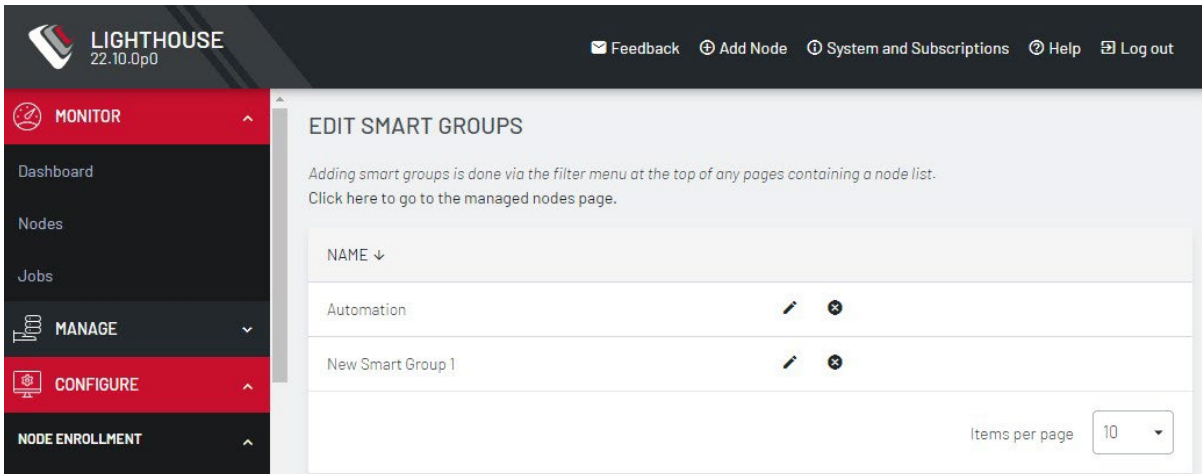 LIGHTHOUSE
22.10.0p0
Feedback Add Node System and Subscriptions Help Log out
MONITOR
Dashboard
Nodes
Jobs
MANAGE
CONFIGURE
NODE ENROLLMENT
EDIT SMART GROUPS
Adding smart groups is done via the filter menu at the top of any pages containing a node list.
Click here to go to the managed nodes page.
NAME
Automation
New Smart Group 1
Items per page 10